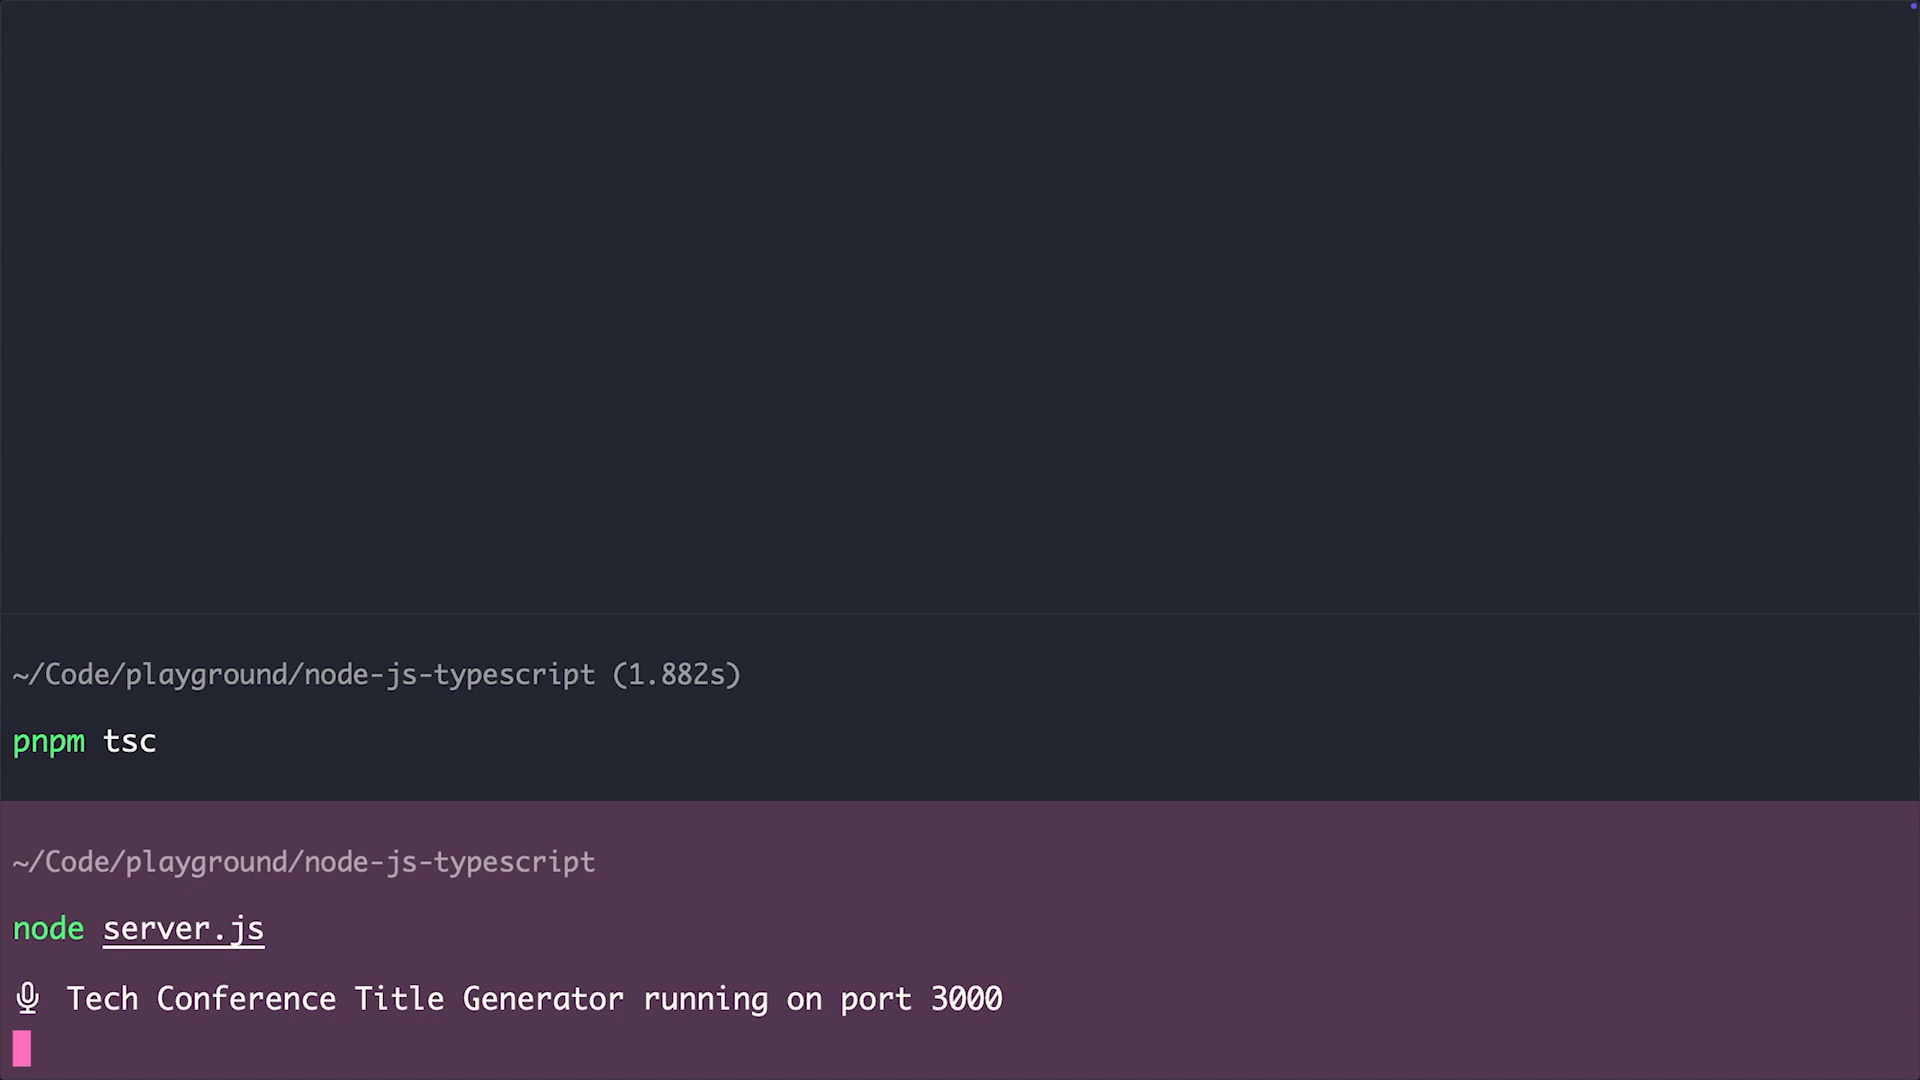 ~/Code/playground/node-js-typescript (1.882s)
pnpm tsc
~/Code/playground/node-js-typescript
node server.js
🎙 Tech Conference Title Generator running on port 3000